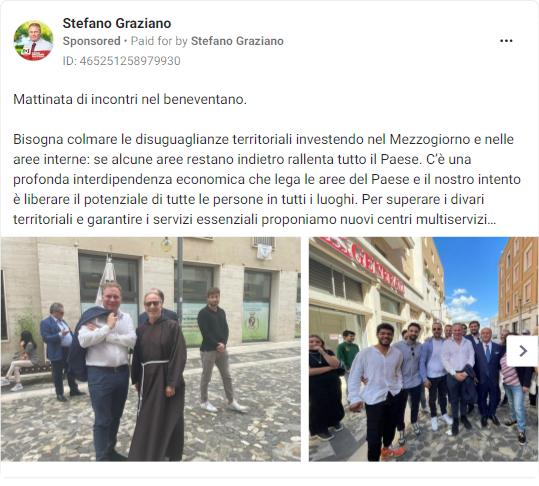 Stefano Graziano
Sponsored • Paid for by Stefano Graziano
ID: 465251258979930
Mattinata di incontri nel beneventano.
Bisogna colmare le disuguaglianze territoriali investendo nel Mezzogiorno e nelle
aree interne: se alcune aree restano indietro rallenta tutto il Paese. C'è una
profonda interdipendenza economica che lega le aree del Paese e il nostro intento
è liberare il potenziale di tutte le persone in tutti i luoghi. Per superare i divari
territoriali e garantire i servizi essenziali proponiamo nuovi centri multiservizi...
GENERALI